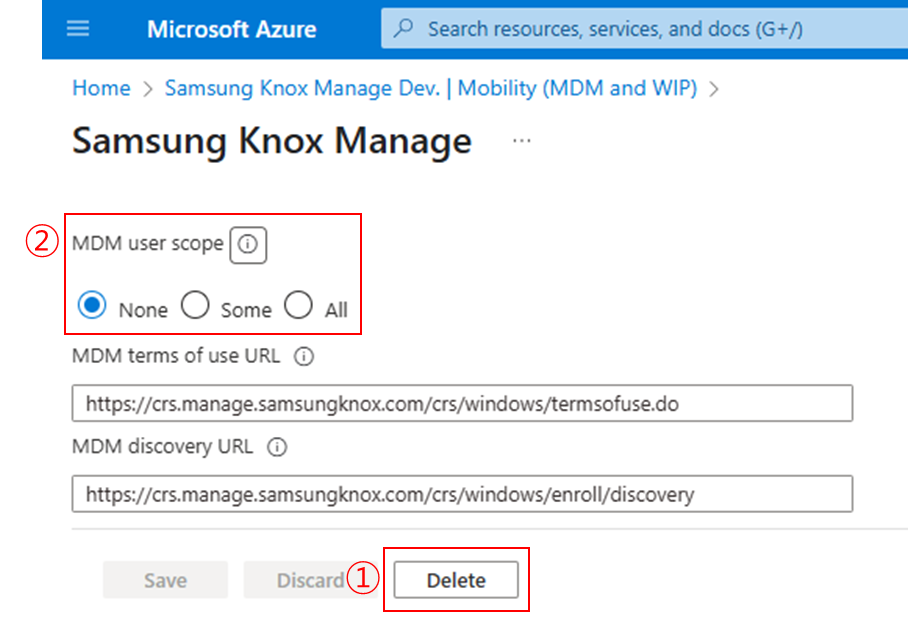 Microsoft Azure
Search resources, services, and docs (G+/)
Home > Samsung Knox Manage Dev. | Mobility (MDM and WIP) >
Samsung Knox Manage ...
② MDM user scope
None Some All
MDM terms of use URL
https://crs.manage.samsungknox.com/crs/windows/termsofuse.do
MDM discovery URL
https://crs.manage.samsungknox.com/crs/windows/enroll/discovery
Save Discard ① Delete